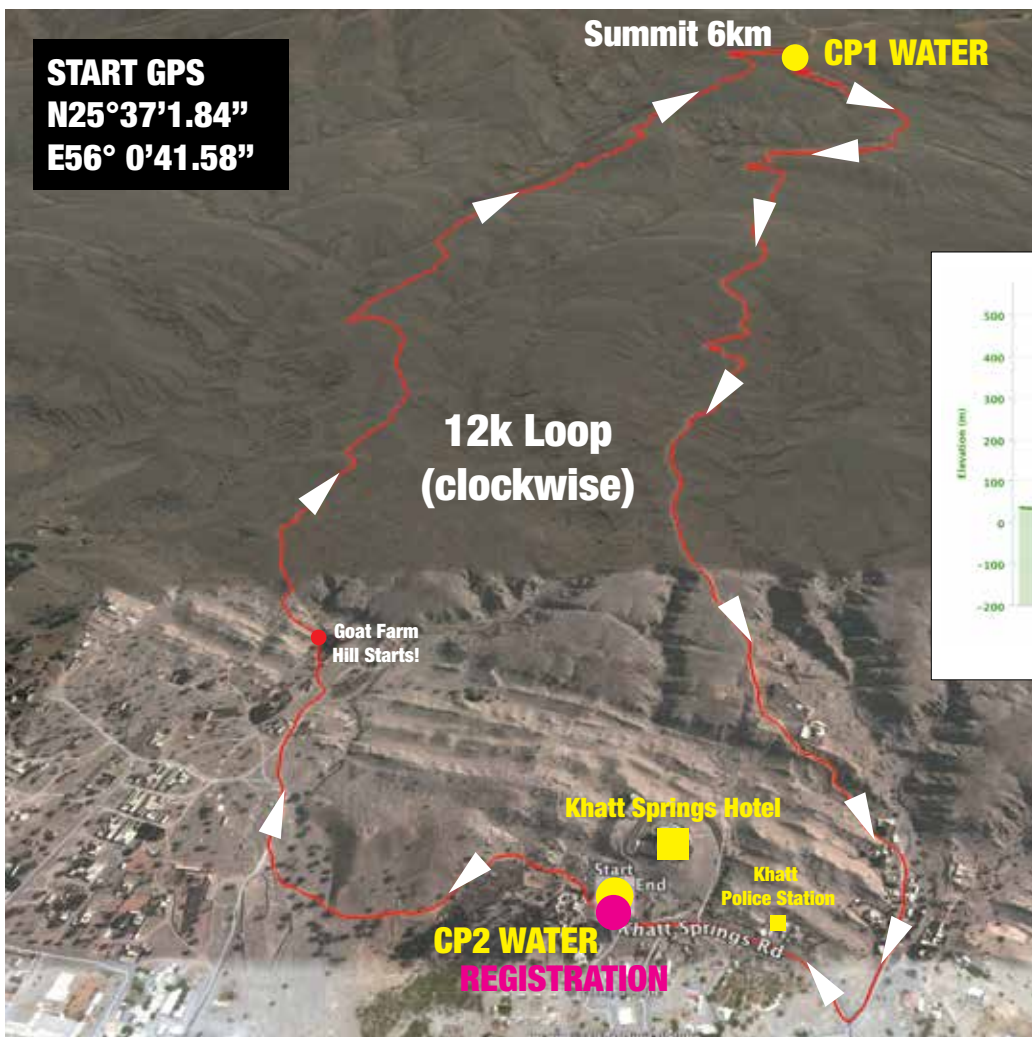 START GPS
N25°37'1.84”
E56° 0'41.58”
Summit 6km
CP1 WATER
500
400
300
200
100
0
-100
-200
Elevation (m)
12k Loop
(clockwise)
Goat Farm
Hill Starts!
Khatt Springs Hotel
Start
End
Khatt
Police Station
Khatt Springs Rd
CP2 WATER
REGISTRATION